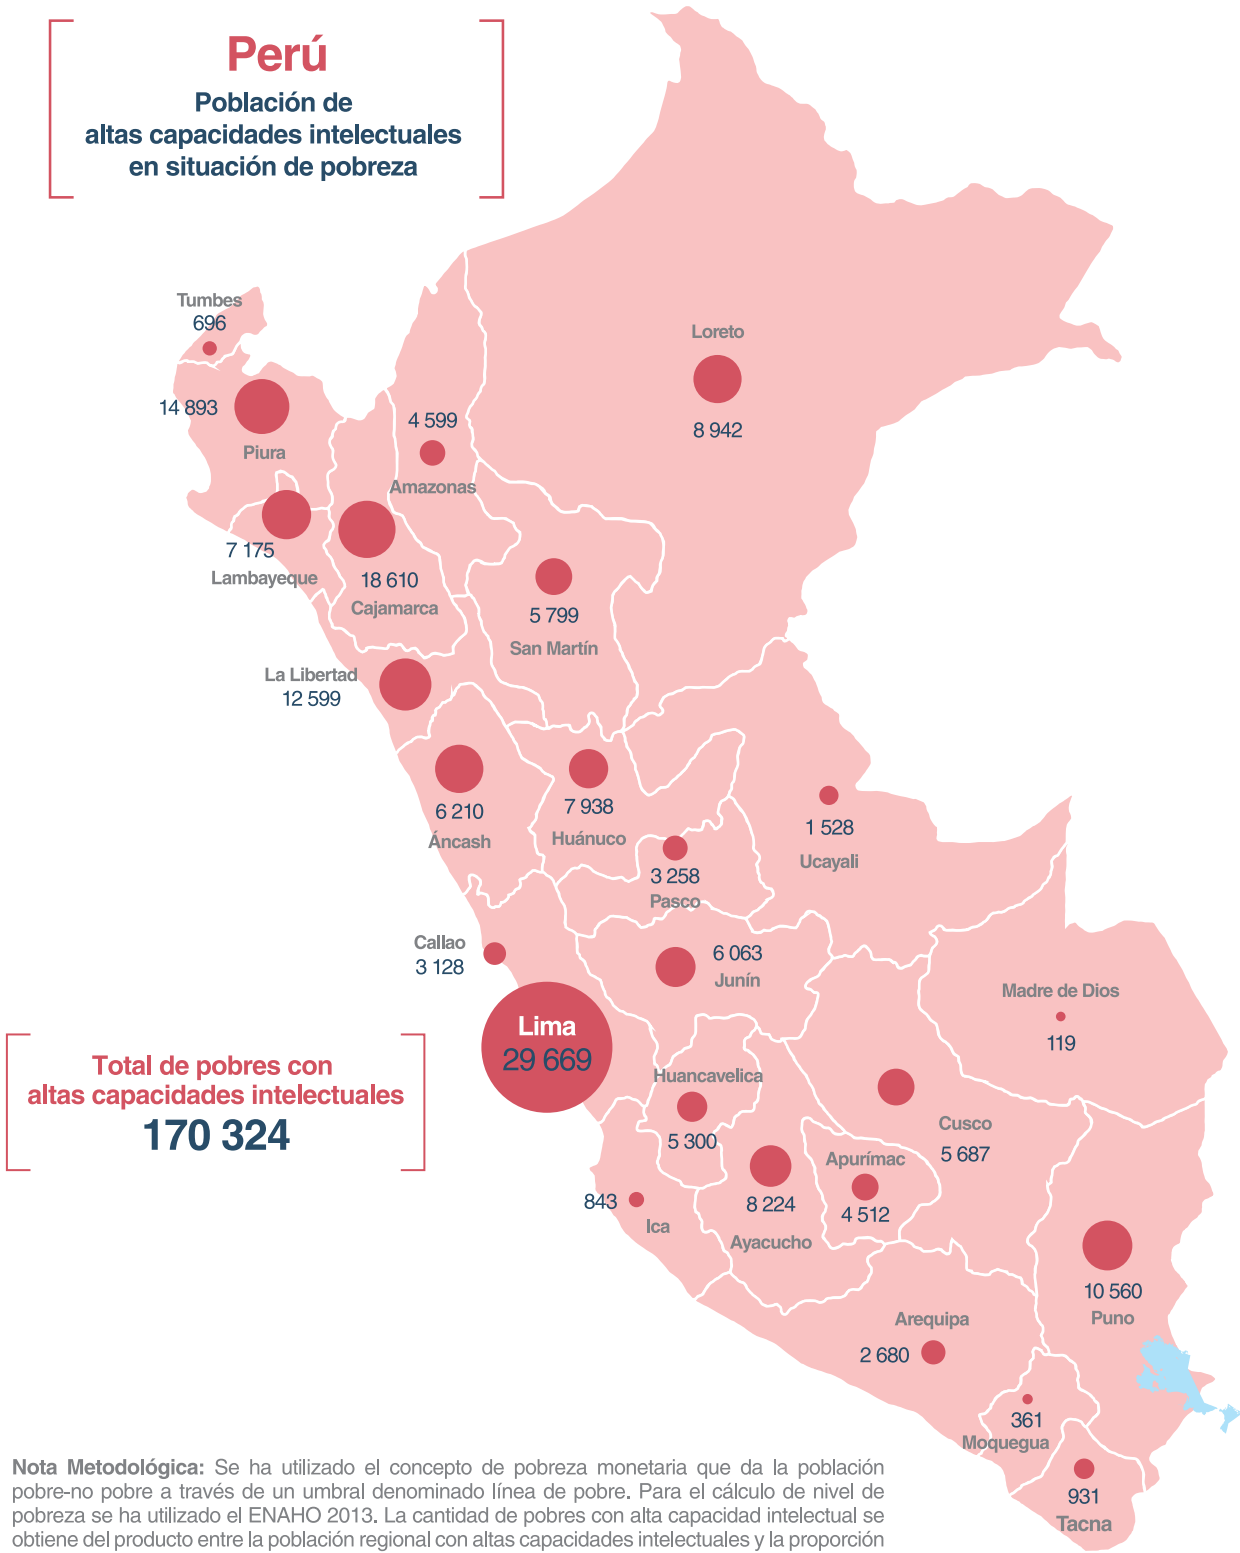 Perú
Población de
altas capacidades intelectuales
en situación de pobreza
Tumbes
696
Loreto
8 942
14 893
Piura
4 599
Amazonas
7 175
Lambayeque
18 610
Cajamarca
5 799
San Martín
La Libertad
12 599
6 210
Áncash
7 938
Huánuco
1 528
Ucayali
3 258
Pasco
Callao
3 128
6 063
Junín
Madre de Dios
119
Lima
29 669
Total de pobres con
altas capacidades intelectuales
170 324
Huancavelica
5 300
Cusco
5 687
Apurímac
4 512
843
Ica
8 224
Ayacucho
10 560
Puno
Arequipa
2 680
361
Moquegua
931
Tacna
Nota Metodológica: Se ha utilizado el concepto de pobreza monetaria que da la población
pobre-no pobre a través de un umbral denominado línea de pobre. Para el cálculo de nivel de
pobreza se ha utilizado el ENAHO 2013. La cantidad de pobres con alta capacidad intelectual se
obtiene del producto entre la población regional con altas capacidades intelectuales y la proporción